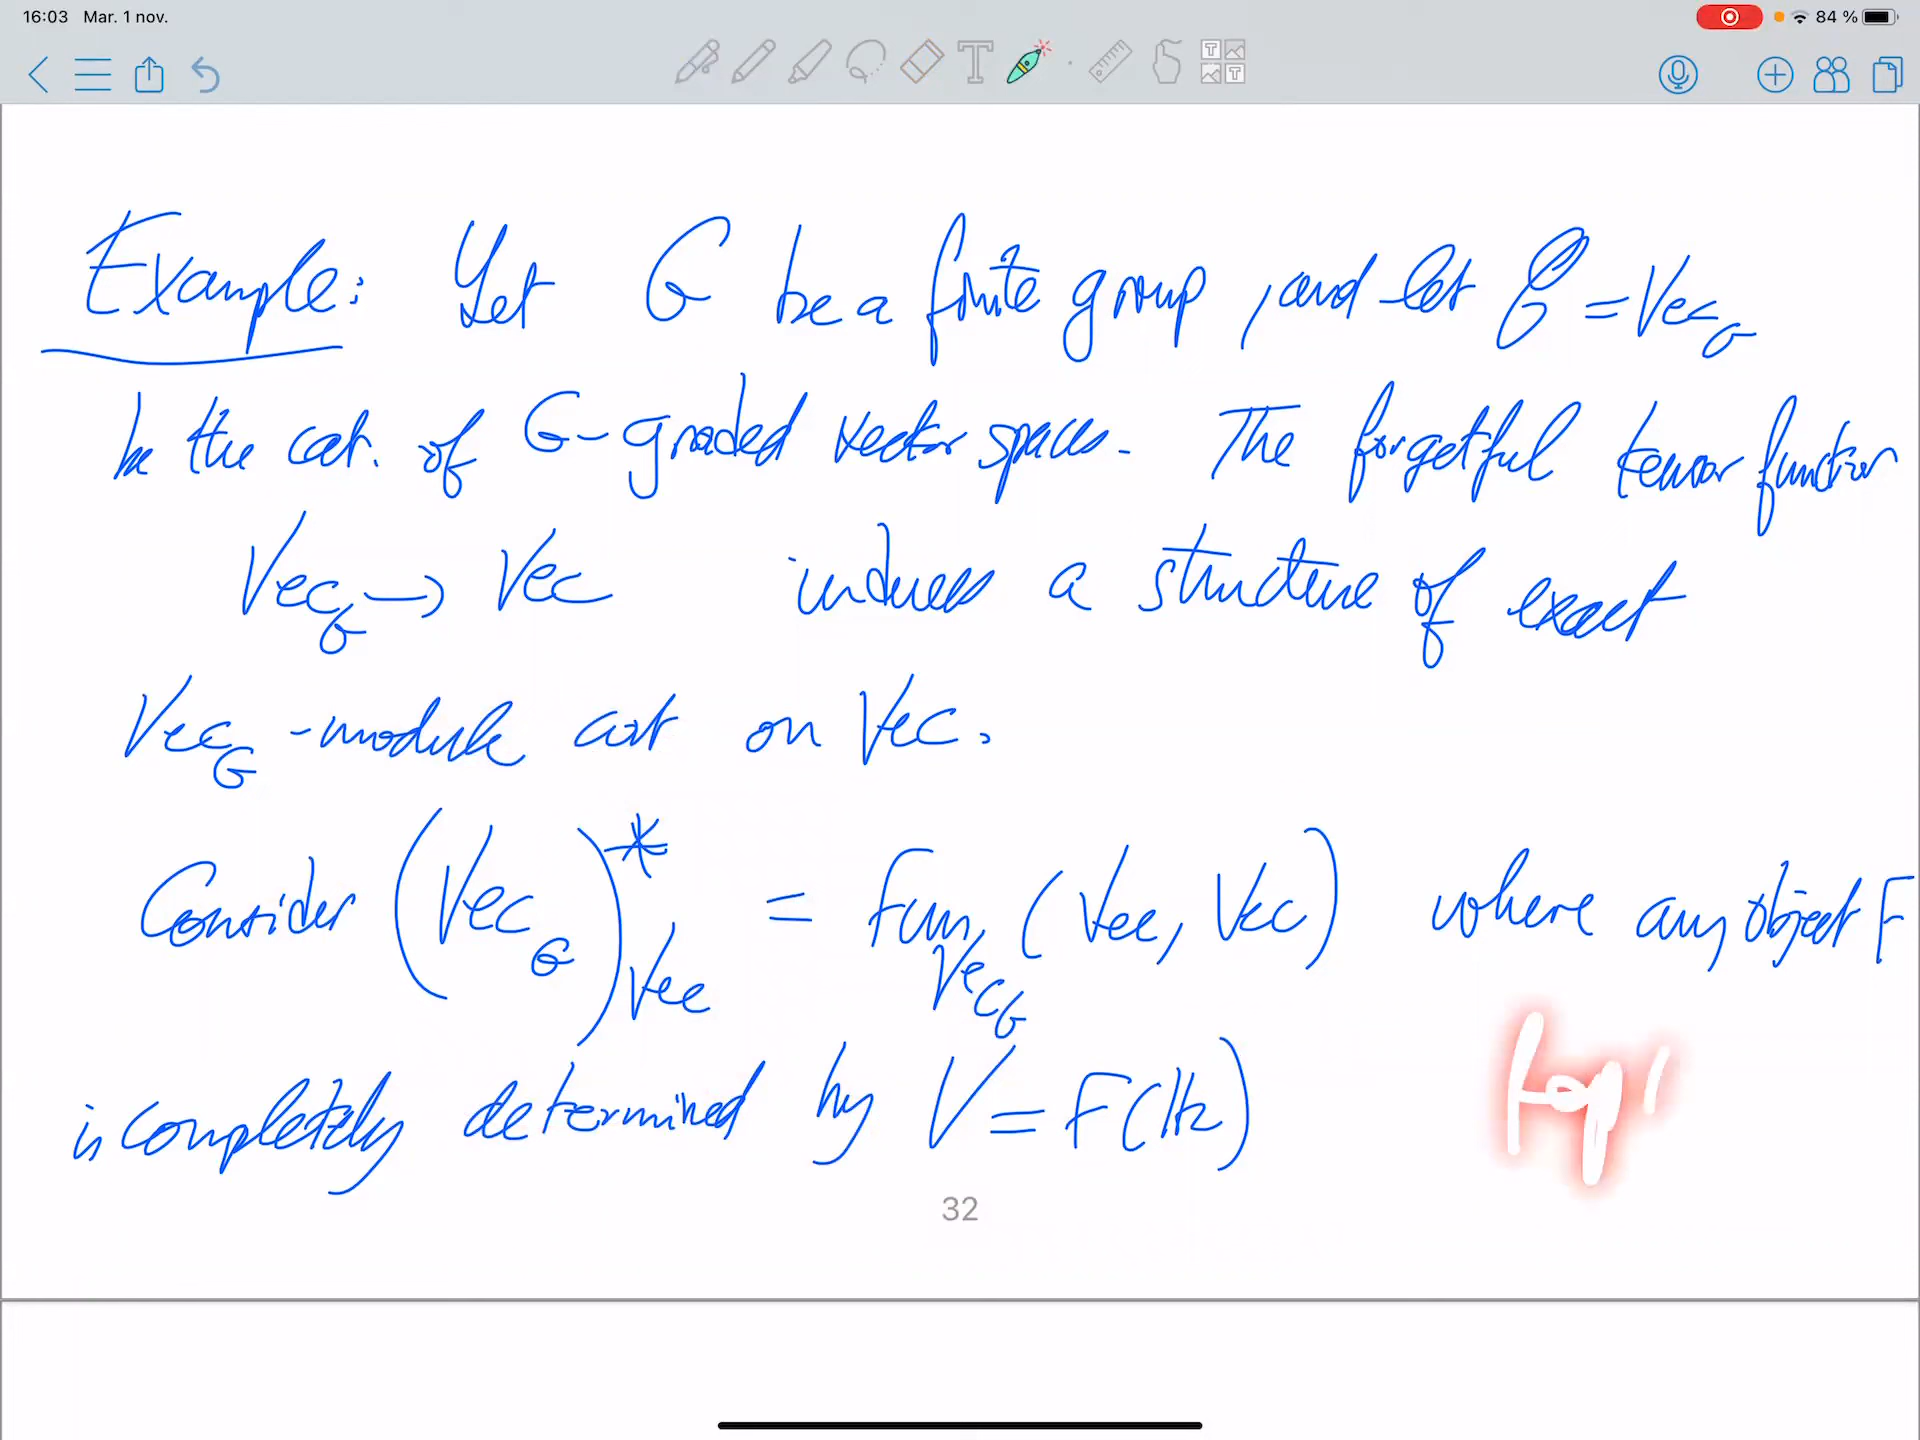 16:03 Mar. 1 nov. 84 %
Example: Let G be a finite group, and let 𝒞 = Vec_G
be the cat. of G-graded vector spaces. The forgetful tensor functor
Vec_G → Vec induces a structure of exact
Vec_G-module cat on Vec.
Consider (Vec_G)^*_Vec = Fun_{Vec_G}(Vec, Vec) where any object F
is completely determined by V = F(𝕜)
32